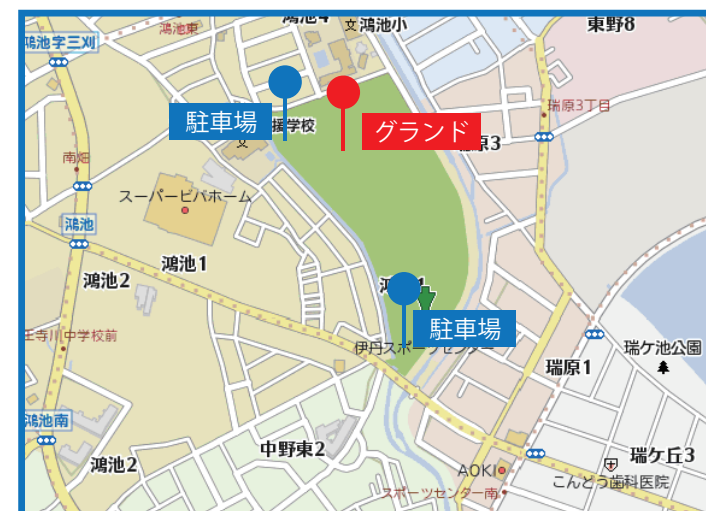 鴻池東
鴻池4
文鴻池小
東野8
鴻池字三刈
瑞原3丁目
駐車場
援学校
文
グランド
瑞原3
南畑
スーパービバホーム
鴻池
鴻池1
鴻池2
駐車場
伊丹スポーツセンター
王寺川中学校前
瑞原1
瑞ケ池公園
鴻池南
鴻池2
中野東2
AOKI
瑞ケ丘3
こんどう歯科医院
スポーツセンター南